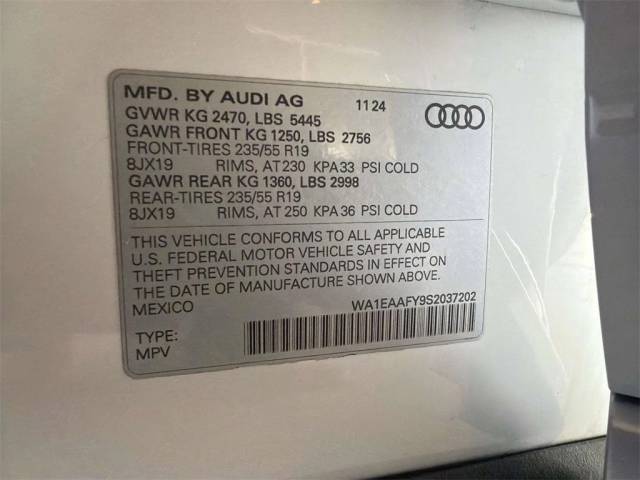 MFD. BY AUDI AG 11 24
GVWR KG 2470, LBS 5445
GAWR FRONT KG 1250, LBS 2756
FRONT-TIRES 235/55 R19
8JX19 RIMS, AT 230 KPA 33 PSI COLD
GAWR REAR KG 1360, LBS 2998
REAR-TIRES 235/55 R19
8JX19 RIMS, AT 250 KPA 36 PSI COLD
THIS VEHICLE CONFORMS TO ALL APPLICABLE
U.S. FEDERAL MOTOR VEHICLE SAFETY AND
THEFT PREVENTION STANDARDS IN EFFECT ON
THE DATE OF MANUFACTURE SHOWN ABOVE.
MEXICO WA1EAAFY9S2037202
TYPE:
MPV